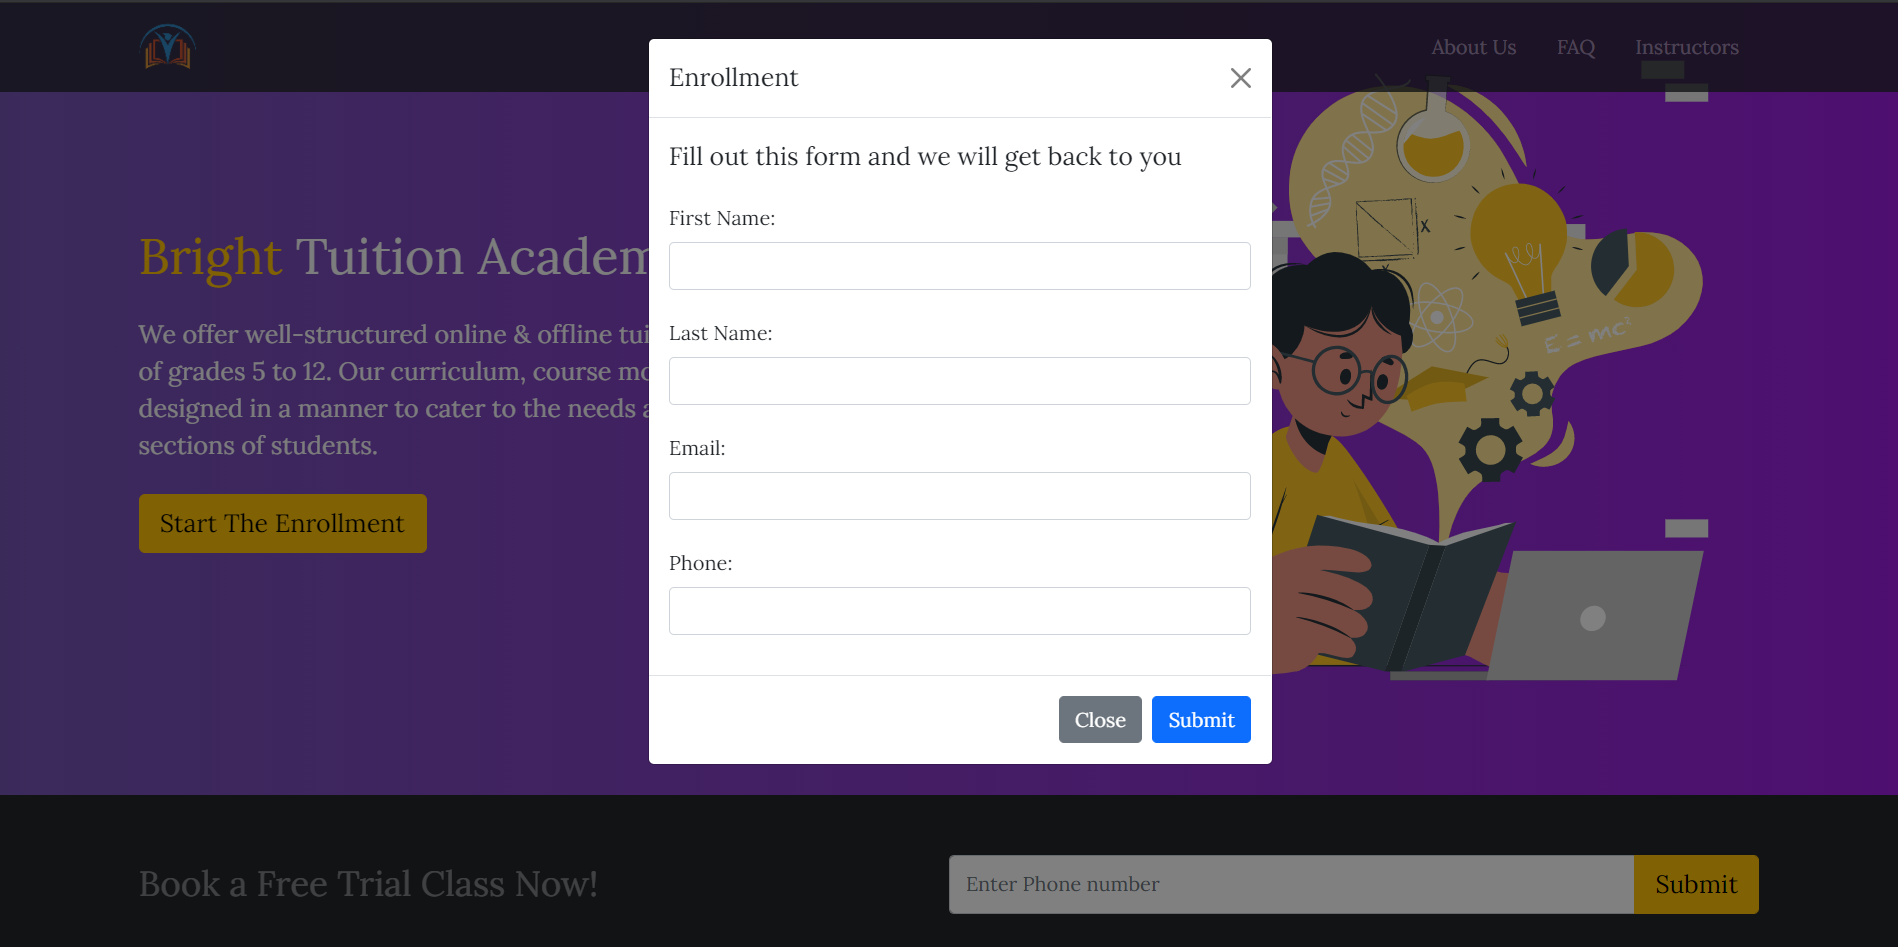 About Us FAQ Instructors
Enrollment
Fill out this form and we will get back to you
First Name:
Last Name:
Email:
Phone:
Close Submit
Bright Tuition Academ
We offer well-structured online & offline tui
of grades 5 to 12. Our curriculum, course mo
designed in a manner to cater to the needs a
sections of students.
Start The Enrollment
x
E = mc²
Book a Free Trial Class Now!
Enter Phone number Submit